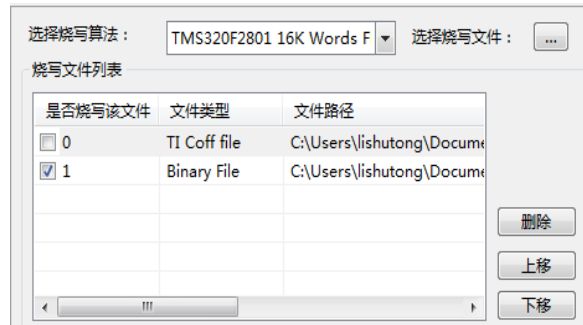 选择烧写算法： TMS320F2801 16K Words F 选择烧写文件： ...
烧写文件列表
是否烧写该文件 文件类型 文件路径
0 TI Coff file C:\Users\lishutong\Docume
1 Binary File C:\Users\lishutong\Docume
删除
上移
下移